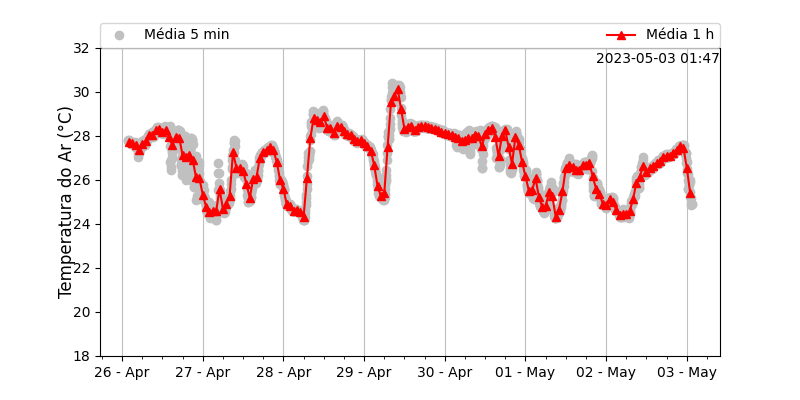 Média 5 min
Média 1 h
2023-05-03 01:47
Temperatura do Ar (°C)
32
30
28
26
24
22
20
18
26 - Apr
27 - Apr
28 - Apr
29 - Apr
30 - Apr
01 - May
02 - May
03 - May